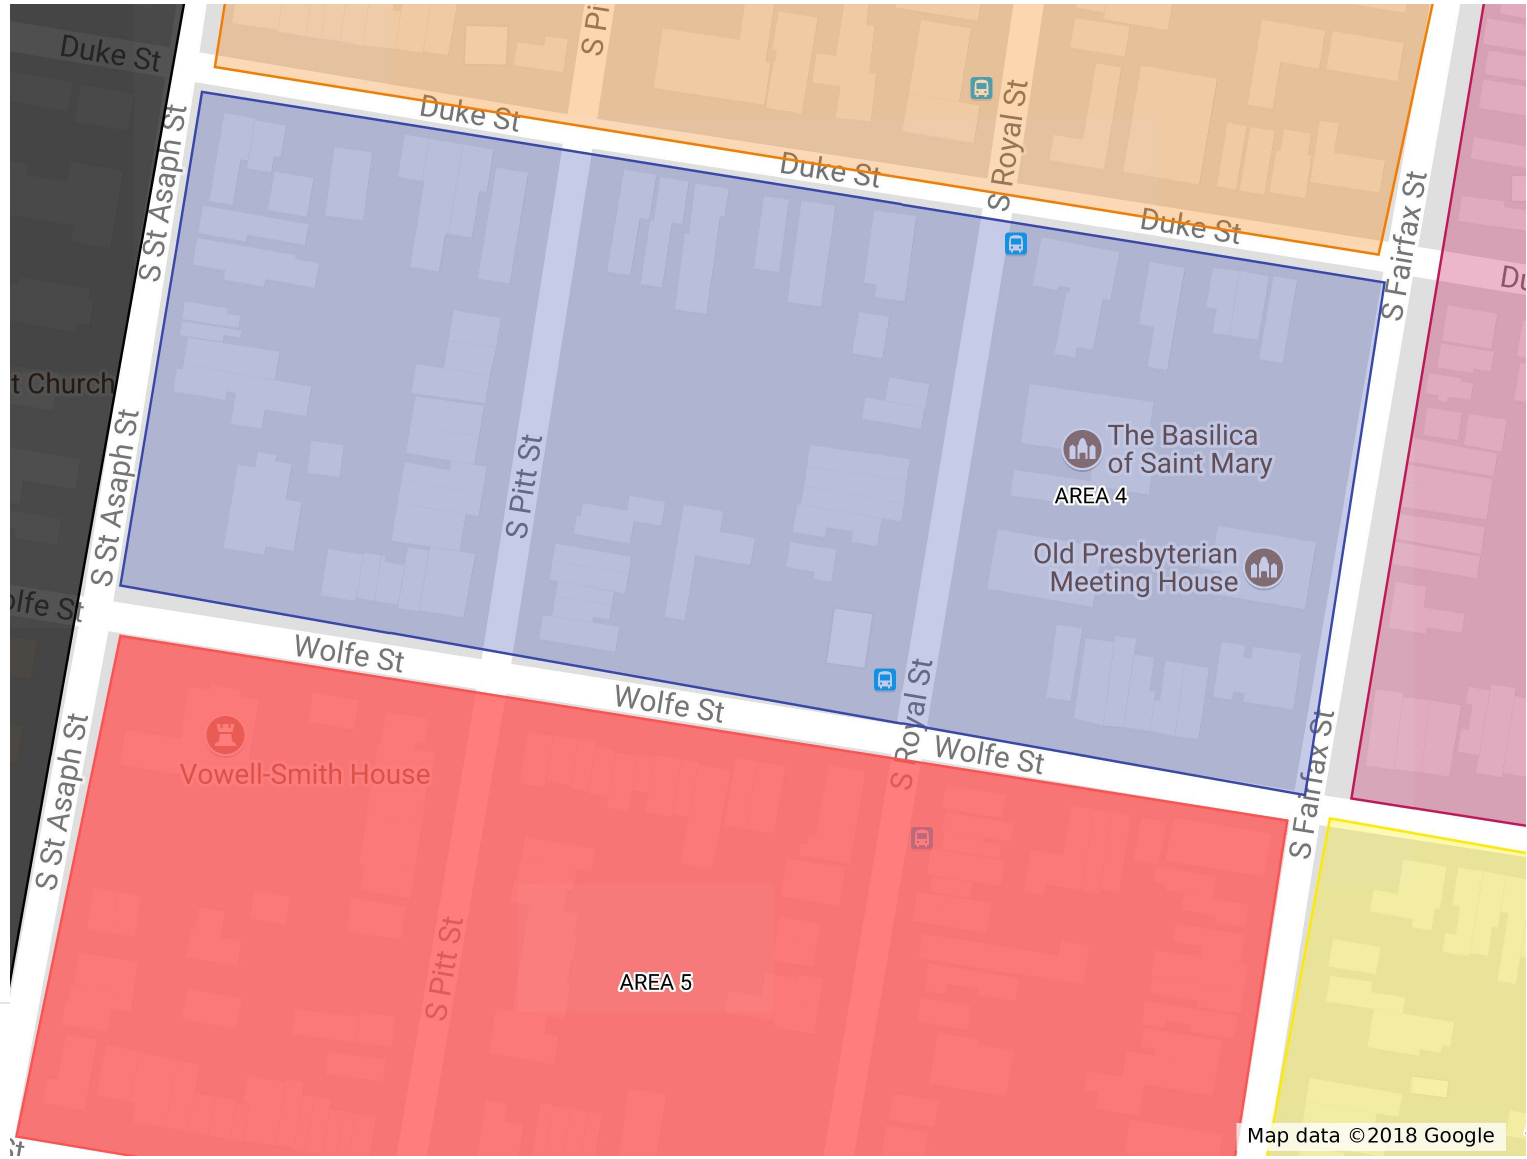 S Pi
Duke St
Duke St
Duke St
Duke St
Du
S St Asaph St
S Royal St
S Fairfax St
t Church
The Basilica
of Saint Mary
AREA 4
S St Asaph St
S Pitt St
Old Presbyterian
Meeting House
olfe St
Wolfe St
Wolfe St
Wolfe St
S Royal St
S Fairfax St
Vowell-Smith House
S St Asaph St
S Pitt St
AREA 5
Map data ©2018 Google
St